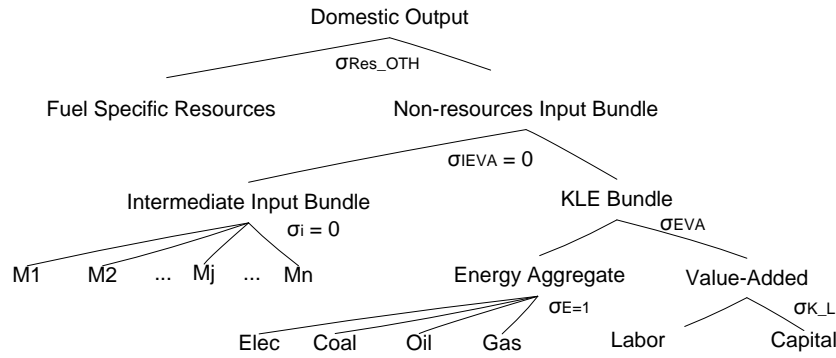 Domestic Output
σRes_OTH
Fuel Specific Resources Non-resources Input Bundle
σIEVA = 0
Intermediate Input Bundle KLE Bundle
σi = 0 σEVA
M1 M2 ... Mj ... Mn Energy Aggregate Value-Added
σE=1 σK_L
Elec Coal Oil Gas Labor Capital